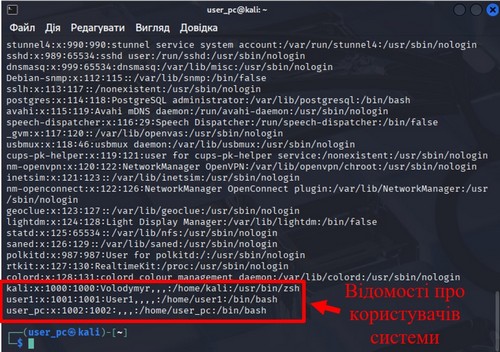 user_pc@kali: ~
Файл Дія Редагувати Вигляд Довідка
stunnel4:x:990:990:stunnel service system account:/var/run/stunnel4:/usr/sbin/nologin
sshd:x:989:65534:sshd user:/run/sshd:/usr/sbin/nologin
dnsmasq:x:999:65534:dnsmasq:/var/lib/misc:/usr/sbin/nologin
Debian-snmp:x:112:115::/var/lib/snmp:/bin/false
sslh:x:113:117::/nonexistent:/usr/sbin/nologin
postgres:x:114:118:PostgreSQL administrator:/var/lib/postgresql:/bin/bash
avahi:x:115:119:Avahi mDNS daemon:/run/avahi-daemon:/usr/sbin/nologin
speech-dispatcher:x:116:29:Speech Dispatcher:/run/speech-dispatcher:/bin/false
_gvm:x:117:120::/var/lib/openvas:/usr/sbin/nologin
usbmux:x:118:46:usbmux daemon:/var/lib/usbmux:/usr/sbin/nologin
cups-pk-helper:x:119:121:user for cups-pk-helper service:/nonexistent:/usr/sbin/nologin
nm-openvpn:x:120:122:NetworkManager OpenVPN:/var/lib/openvpn/chroot:/usr/sbin/nologin
inetsim:x:121:123::/var/lib/inetsim:/usr/sbin/nologin
nm-openconnect:x:122:126:NetworkManager OpenConnect plugin:/var/lib/NetworkManager:/usr
/sbin/nologin
geoclue:x:123:127::/var/lib/geoclue:/usr/sbin/nologin
lightdm:x:124:128:Light Display Manager:/var/lib/lightdm:/bin/false
statd:x:125:65534::/var/lib/nfs:/usr/sbin/nologin
saned:x:126:129::/var/lib/saned:/usr/sbin/nologin
polkitd:x:987:987:User for polkitd:/:/usr/sbin/nologin
rtkit:x:127:130:RealtimeKit:/proc:/usr/sbin/nologin
colord:x:128:131:colord colour management daemon:/var/lib/colord:/usr/sbin/nologin
kali:x:1000:1000:Volodymyr,,,:/home/kali:/usr/bin/zsh
user1:x:1001:1001:User1,,,,:/home/user1:/bin/bash
user_pc:x:1002:1002:,,,:/home/user_pc:/bin/bash
Відомості про
користувачів
системи
(user_pc㉿kali)-[~]
$